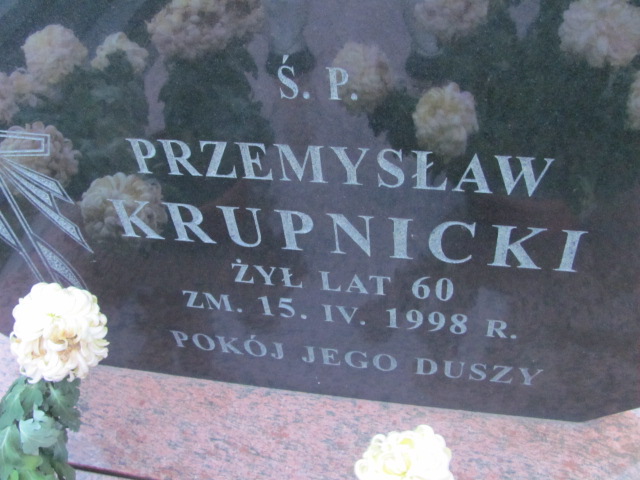 Ś. P.
PRZEMYSŁAW
KRUPNICKI
ŻYŁ LAT 60
ZM. 15. IV. 1998 R.
POKÓJ JEGO DUSZY